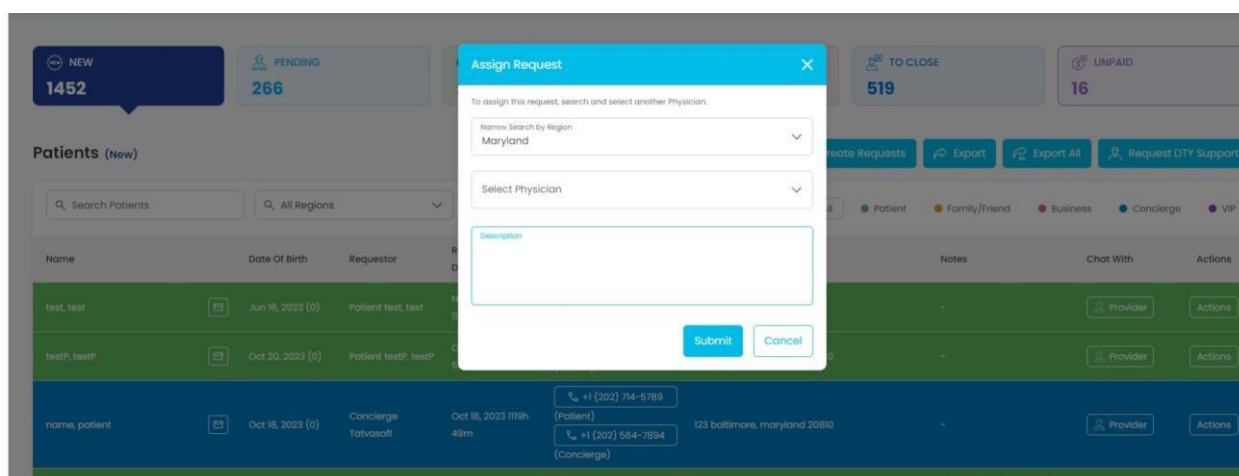 NEW
1452
PENDING
266
TO CLOSE
519
UNPAID
16
Assign Request
To assign this request, search and select another Physician.
Narrow Search by Region
Maryland
Select Physician
Description
Submit
Cancel
Patients (New)
reate Requests
Export
Export All
Request DTY Support
Search Patients
All Regions
Patient
Family/Friend
Business
Concierge
VIP
Name
Date Of Birth
Requestor
Notes
Chat With
Actions
test, test
Jun 16, 2023 (0)
Patient test, test
-
Provider
Actions
testP, testP
Oct 20, 2023 (0)
Patient testP, testP
-
Provider
Actions
name, patient
Oct 18, 2023 (0)
Concierge
Tatvasoft
Oct 18, 2023 1119h
49m
+1 (202) 714-5789
(Patient)
+1 (202) 564-7894
(Concierge)
123 baltimore, maryland 20810
-
Provider
Actions